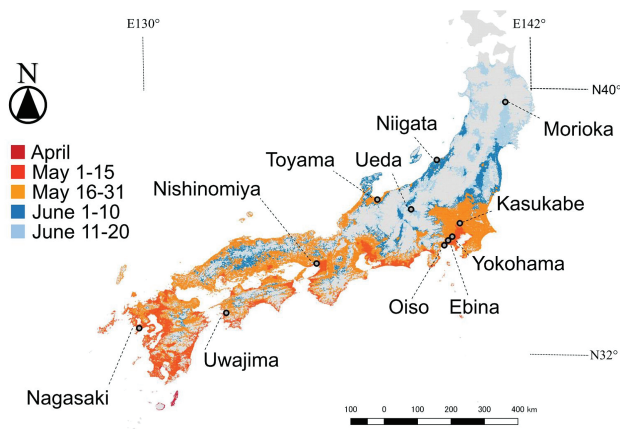 E130°
E142°
N
N40°
Niigata
Morioka
April
Toyama
Ueda
May 1-15
Nishinomiya
May 16-31
Kasukabe
June 1-10
June 11-20
Yokohama
Oiso
Ebina
Uwajima
N32°
Nagasaki
100 0 100 200 300 400 km